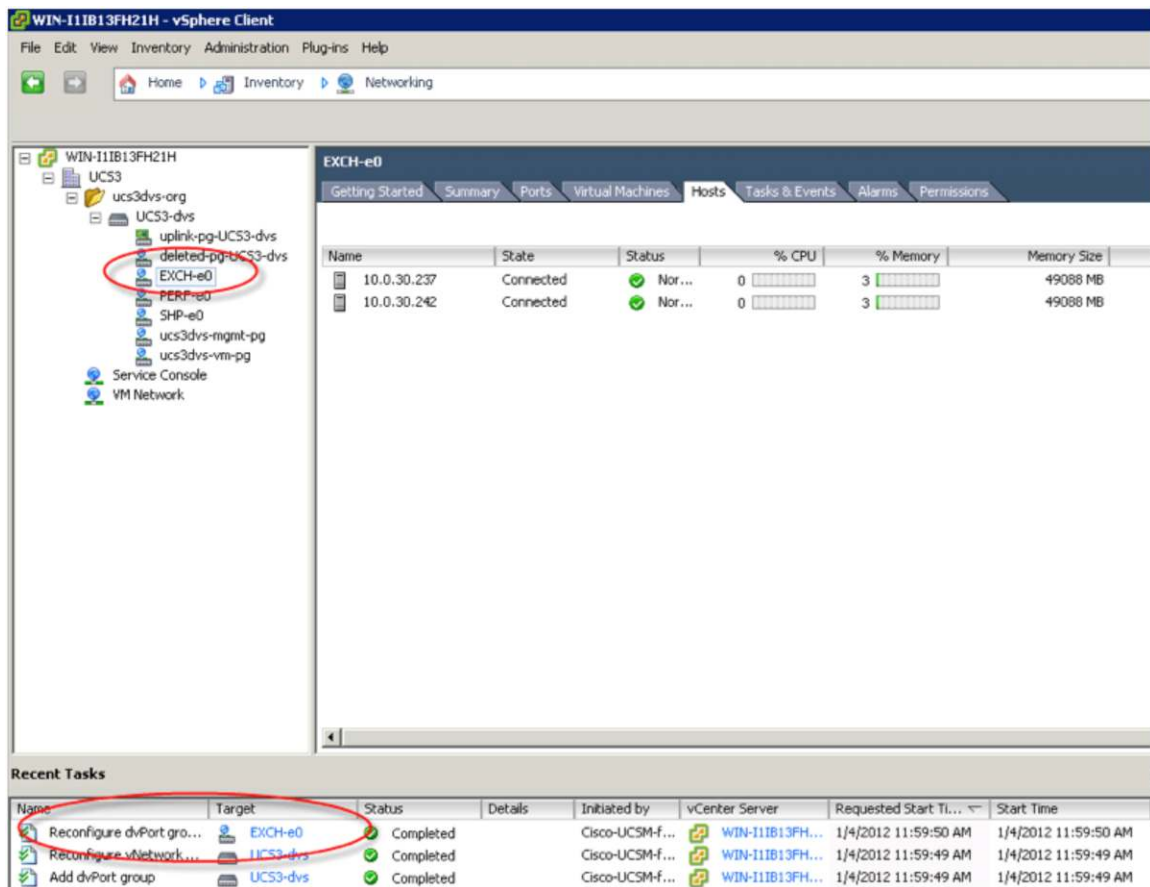 WIN-I1IB13FH21H - vSphere Client
File Edit View Inventory Administration Plug-ins Help
Home Inventory Networking
WIN-I1IB13FH21H
UCS3
ucs3dvs-org
UCS3-dvs
uplink-pg-UCS3-dvs
deleted-pg-UCS3-dvs
EXCH-e0
PERF-e0
SHP-e0
ucs3dvs-mgmt-pg
ucs3dvs-vm-pg
Service Console
VM Network
EXCH-e0
Getting Started Summary Ports Virtual Machines Hosts Tasks & Events Alarms Permissions
Name State Status % CPU % Memory Memory Size
10.0.30.237 Connected Nor... 0 3 49088 MB
10.0.30.242 Connected Nor... 0 3 49088 MB
Recent Tasks
Name Target Status Details Initiated by vCenter Server Requested Start Ti... Start Time
Reconfigure dvPort gro... EXCH-e0 Completed Cisco-UCSM-f... WIN-I1IB13FH... 1/4/2012 11:59:50 AM 1/4/2012 11:59:50 AM
Reconfigure vNetwork ... UCS3-dvs Completed Cisco-UCSM-f... WIN-I1IB13FH... 1/4/2012 11:59:49 AM 1/4/2012 11:59:49 AM
Add dvPort group UCS3-dvs Completed Cisco-UCSM-f... WIN-I1IB13FH... 1/4/2012 11:59:49 AM 1/4/2012 11:59:49 AM